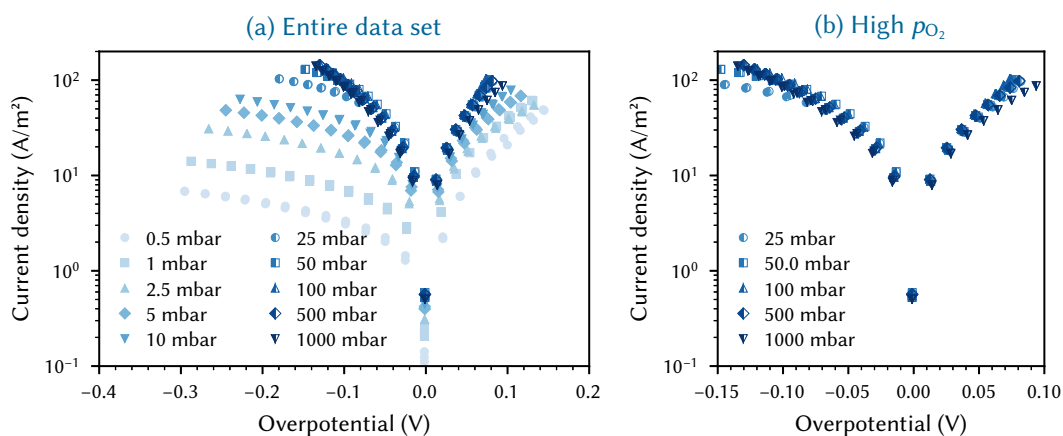 (a) Entire data set
Current density (A/m²)
10²
10¹
10⁰
10⁻¹
0.5 mbar
1 mbar
2.5 mbar
5 mbar
10 mbar
25 mbar
50 mbar
100 mbar
500 mbar
1000 mbar
−0.4 −0.3 −0.2 −0.1 0.0 0.1 0.2
Overpotential (V)
(b) High pO₂
Current density (A/m²)
10²
10¹
10⁰
10⁻¹
25 mbar
50.0 mbar
100 mbar
500 mbar
1000 mbar
−0.15 −0.10 −0.05 0.00 0.05 0.10
Overpotential (V)